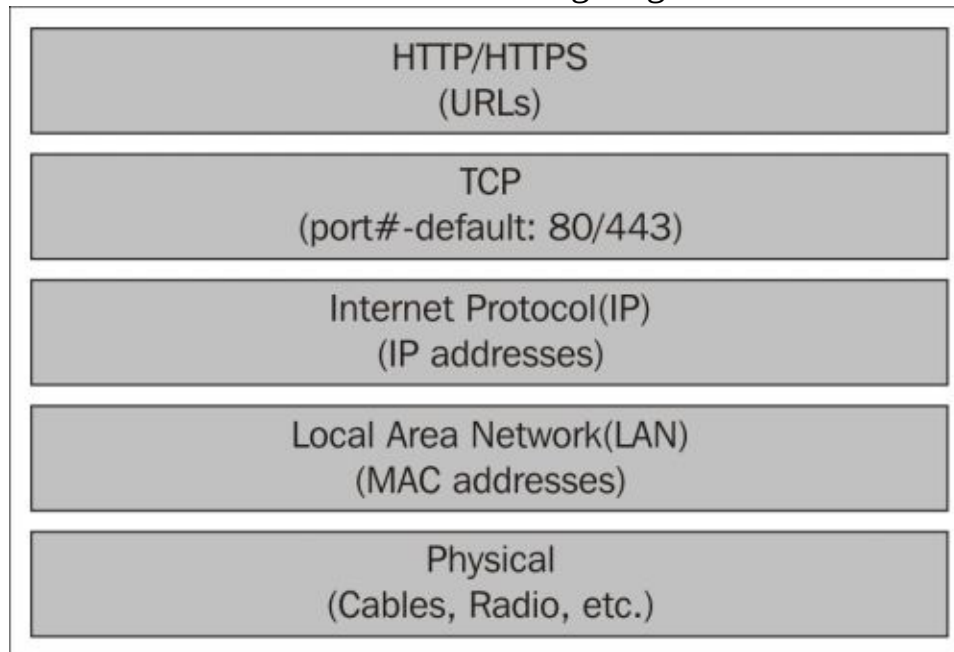 HTTP/HTTPS
(URLs)
TCP
(port#-default: 80/443)
Internet Protocol(IP)
(IP addresses)
Local Area Network(LAN)
(MAC addresses)
Physical
(Cables, Radio, etc.)